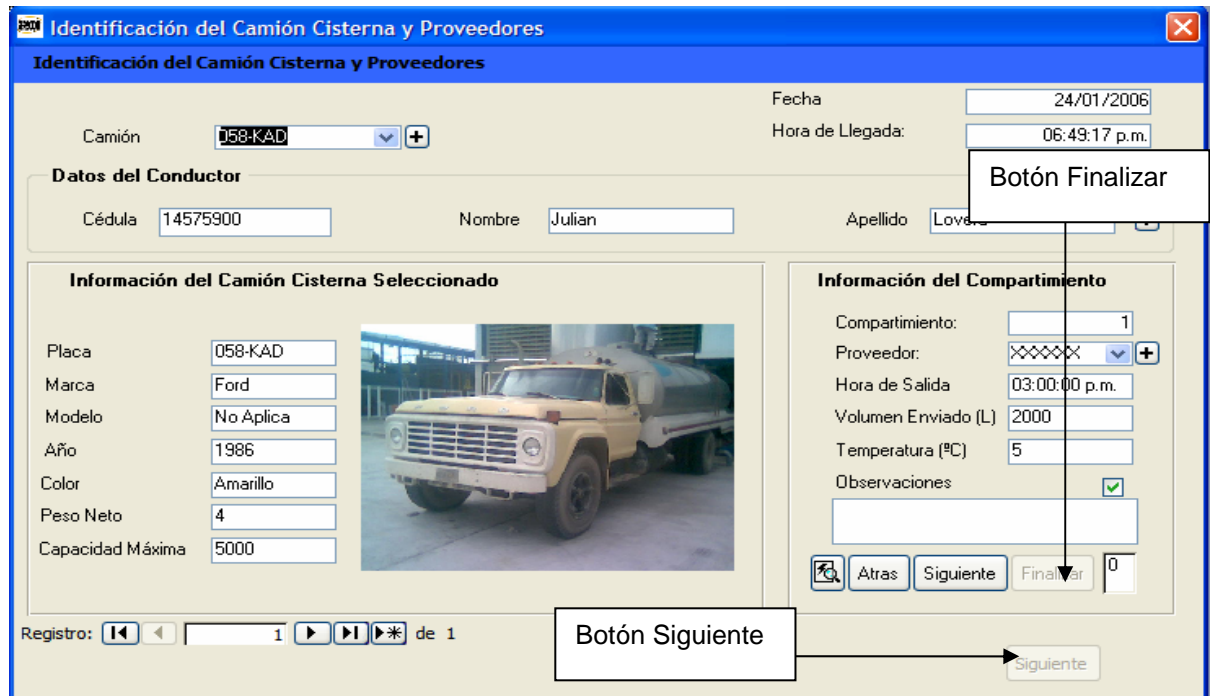 Identificación del Camión Cisterna y Proveedores
Identificación del Camión Cisterna y Proveedores
Fecha 24/01/2006
Camión 058-KAD Hora de Llegada: 06:49:17 p.m.
Botón Finalizar
Datos del Conductor
Cédula 14575900 Nombre Julian Apellido
Información del Camión Cisterna Seleccionado
Placa 058-KAD
Marca Ford
Modelo No Aplica
Año 1986
Color Amarillo
Peso Neto 4
Capacidad Máxima 5000
Información del Compartimiento
Compartimiento: 1
Proveedor: XXXXXX
Hora de Salida 03:00:00 p.m.
Volumen Enviado (L) 2000
Temperatura (ºC) 5
Observaciones
Atras Siguiente Finalizar 0
Registro: 1 de 1
Botón Siguiente
Siguiente